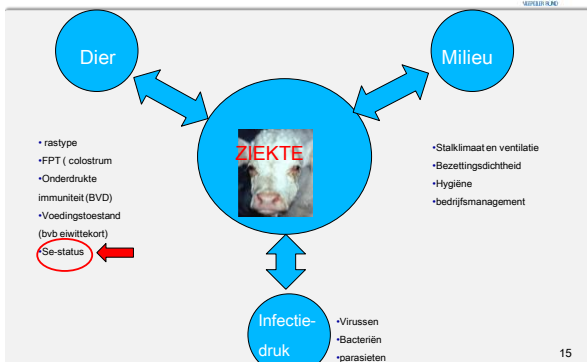 VEEPEILER RUND
Dier
Milieu
ZIEKTE
• rastype
•FPT ( colostrum
•Onderdrukte
immuniteit (BVD)
•Voedingstoestand
(bvb eiwittekort)
•Se-status
•Stalklimaat en ventilatie
•Bezettingsdichtheid
•Hygiëne
•bedrijfsmanagement
Infectie-
druk
•Virussen
•Bacteriën
•parasieten
15